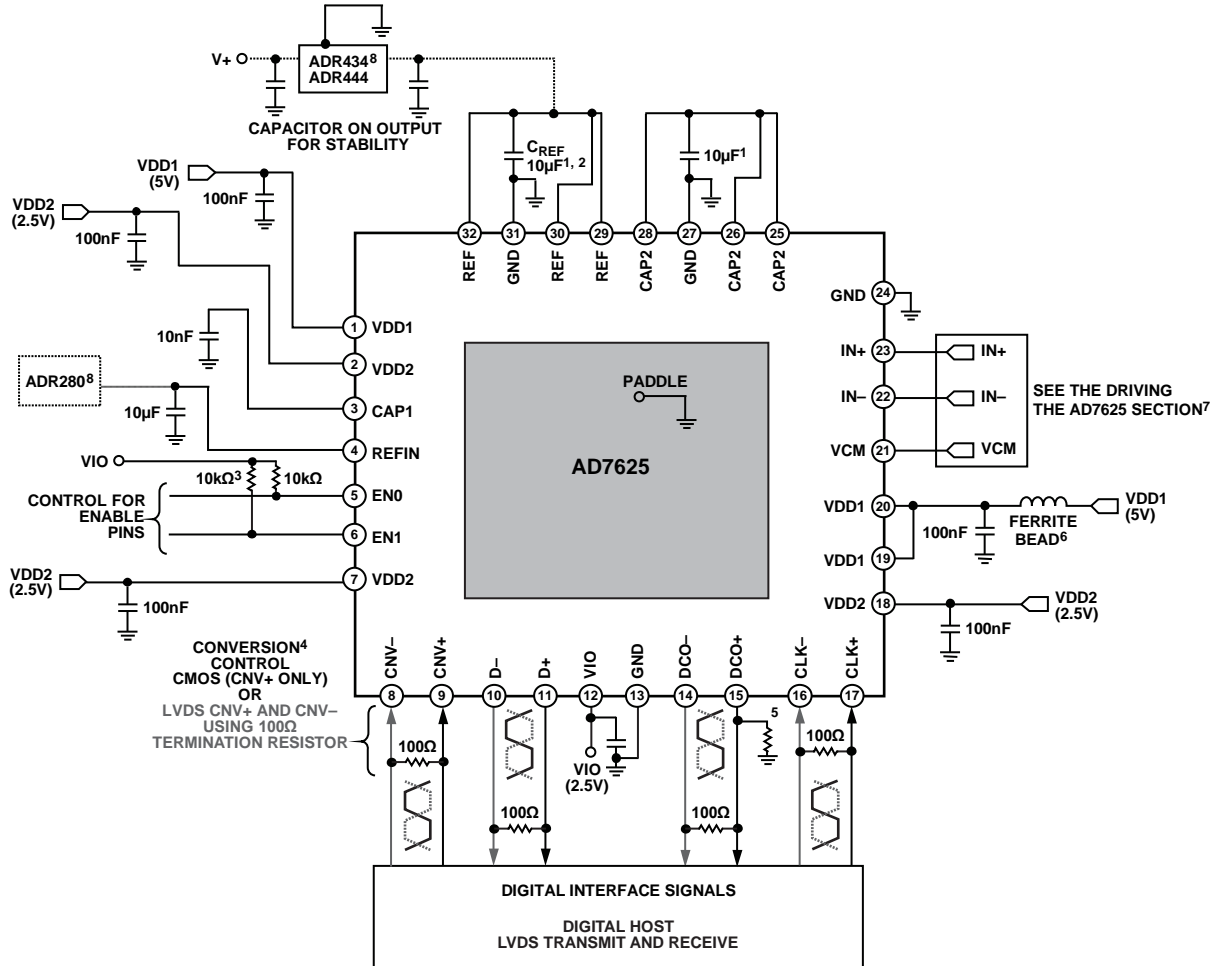 V+
ADR434⁸
ADR444
CAPACITOR ON OUTPUT
FOR STABILITY
VDD1
(5V)
100nF
VDD2
(2.5V)
100nF
CREF
10µF1, 2
10µF1
32
31
30
29
28
27
26
25
REF
GND
REF
REF
CAP2
GND
CAP2
CAP2
10nF
ADR280⁸
10µF
VIO
10kΩ³
10kΩ
CONTROL FOR
ENABLE
PINS
VDD2
(2.5V)
100nF
1 VDD1
2 VDD2
3 CAP1
4 REFIN
5 EN0
6 EN1
7 VDD2
PADDLE
AD7625
GND 24
IN+ 23
IN– 22
VCM 21
VDD1 20
VDD1 19
VDD2 18
IN+
IN–
VCM
SEE THE DRIVING
THE AD7625 SECTION⁷
100nF
FERRITE
BEAD⁶
VDD1
(5V)
VDD2
(2.5V)
100nF
CONVERSION⁴
CONTROL
CMOS (CNV+ ONLY)
OR
LVDS CNV+ AND CNV–
USING 100Ω
TERMINATION RESISTOR
CNV-
CNV+
D–
D+
VIO
GND
DCO-
DCO+
CLK-
CLK+
8
9
10
11
12
13
14
15
16
17
100Ω
100Ω
VIO
(2.5V)
100Ω
5
100Ω
DIGITAL INTERFACE SIGNALS
DIGITAL HOST
LVDS TRANSMIT AND RECEIVE